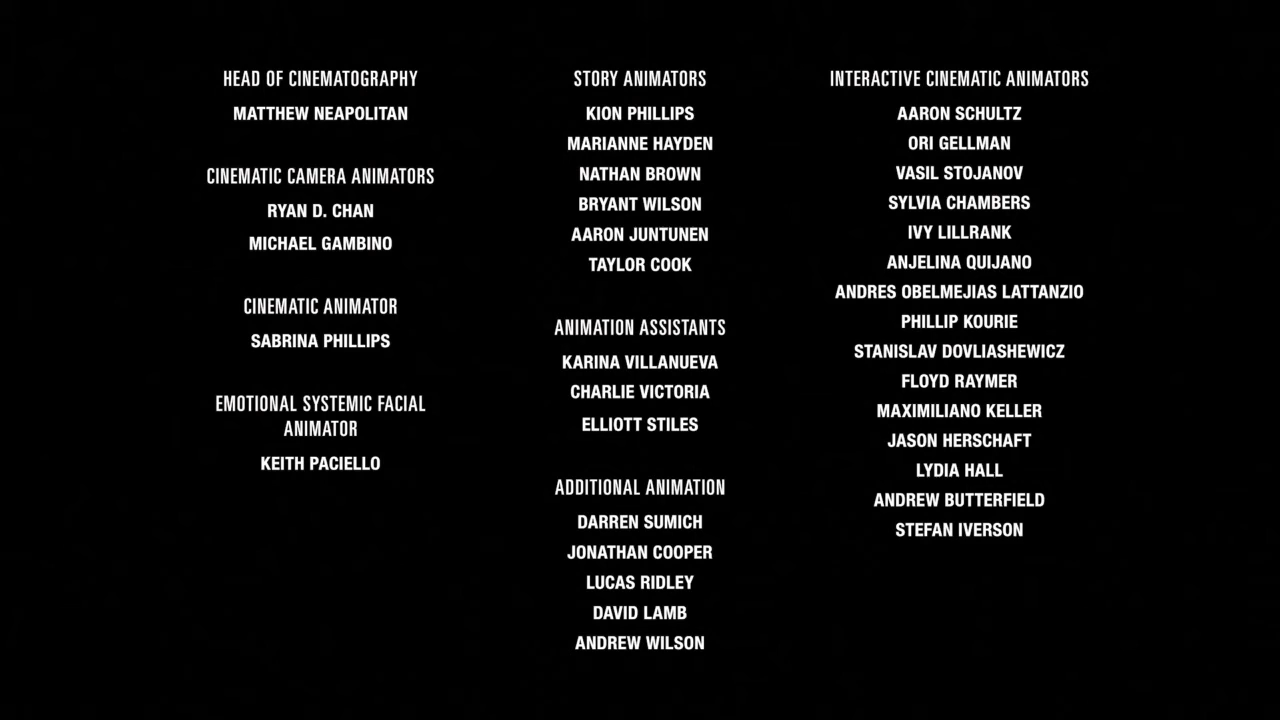 HEAD OF CINEMATOGRAPHY
MATTHEW NEAPOLITAN
CINEMATIC CAMERA ANIMATORS
RYAN D. CHAN
MICHAEL GAMBINO
CINEMATIC ANIMATOR
SABRINA PHILLIPS
EMOTIONAL SYSTEMIC FACIAL
ANIMATOR
KEITH PACIELLO
STORY ANIMATORS
KION PHILLIPS
MARIANNE HAYDEN
NATHAN BROWN
BRYANT WILSON
AARON JUNTUNEN
TAYLOR COOK
ANIMATION ASSISTANTS
KARINA VILLANUEVA
CHARLIE VICTORIA
ELLIOTT STILES
ADDITIONAL ANIMATION
DARREN SUMICH
JONATHAN COOPER
LUCAS RIDLEY
DAVID LAMB
ANDREW WILSON
INTERACTIVE CINEMATIC ANIMATORS
AARON SCHULTZ
ORI GELLMAN
VASIL STOJANOV
SYLVIA CHAMBERS
IVY LILLRANK
ANJELINA QUIJANO
ANDRES OBELMEJIAS LATTANZIO
PHILLIP KOURIE
STANISLAV DOVLIASHEWICZ
FLOYD RAYMER
MAXIMILIANO KELLER
JASON HERSCHAFT
LYDIA HALL
ANDREW BUTTERFIELD
STEFAN IVERSON